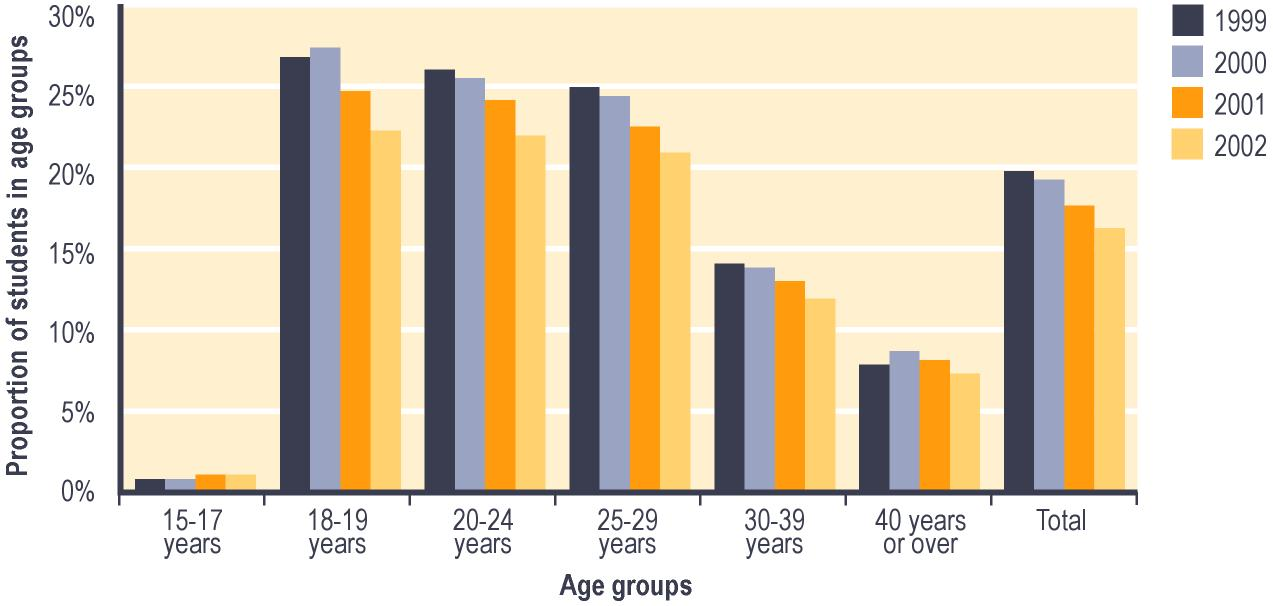 Proportion of students in age groups
30%
25%
20%
15%
10%
5%
0%
15-17
years
18-19
years
20-24
years
25-29
years
30-39
years
40 years
or over
Total
Age groups
1999
2000
2001
2002